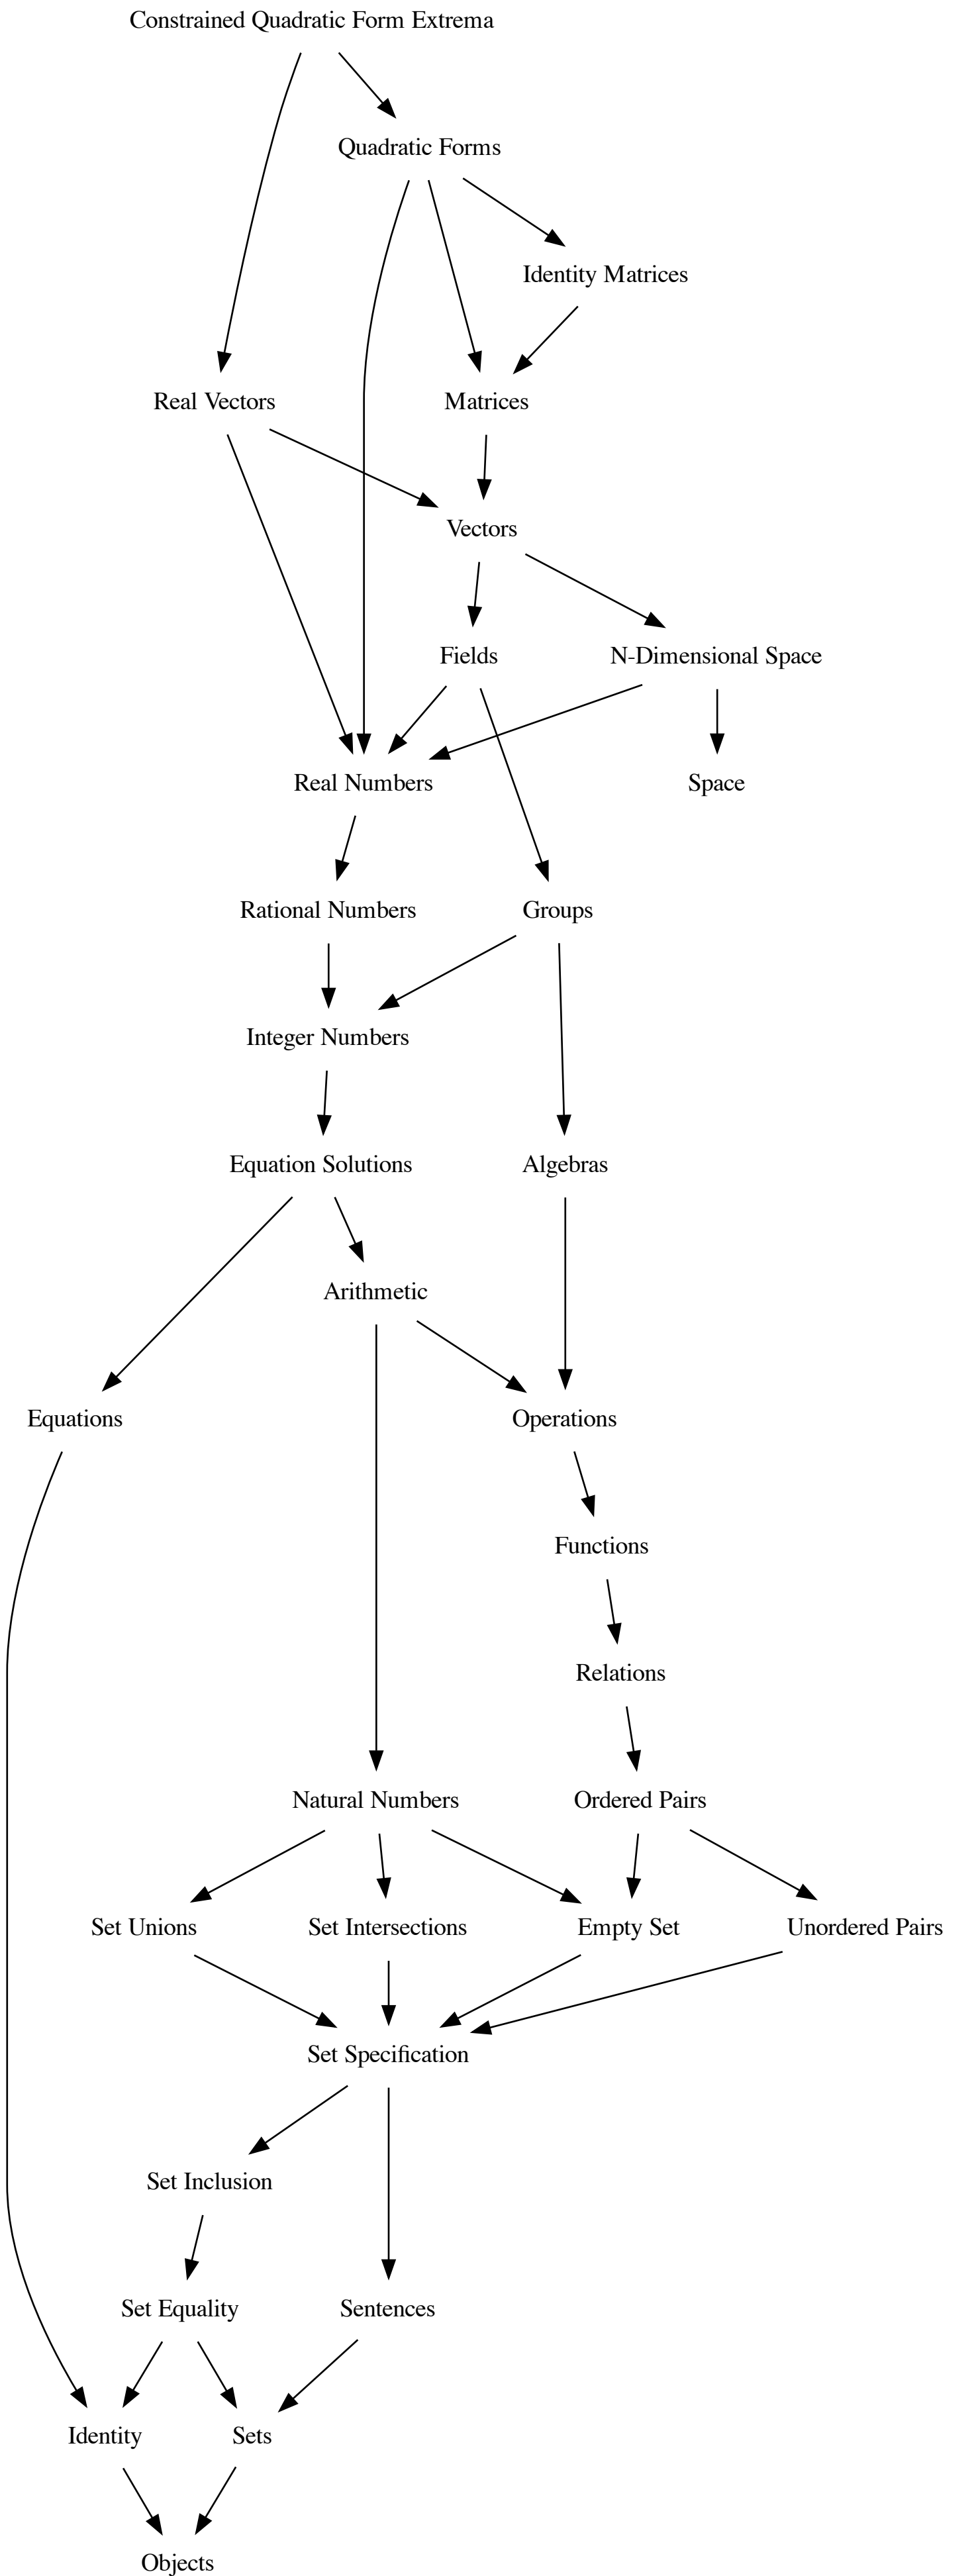 Constrained Quadratic Form Extrema
Quadratic Forms
Identity Matrices
Real Vectors
Matrices
Vectors
Fields
N-Dimensional Space
Real Numbers
Space
Rational Numbers
Groups
Integer Numbers
Equation Solutions
Algebras
Arithmetic
Equations
Operations
Functions
Relations
Natural Numbers
Ordered Pairs
Set Unions
Set Intersections
Empty Set
Unordered Pairs
Set Specification
Set Inclusion
Set Equality
Sentences
Identity
Sets
Objects